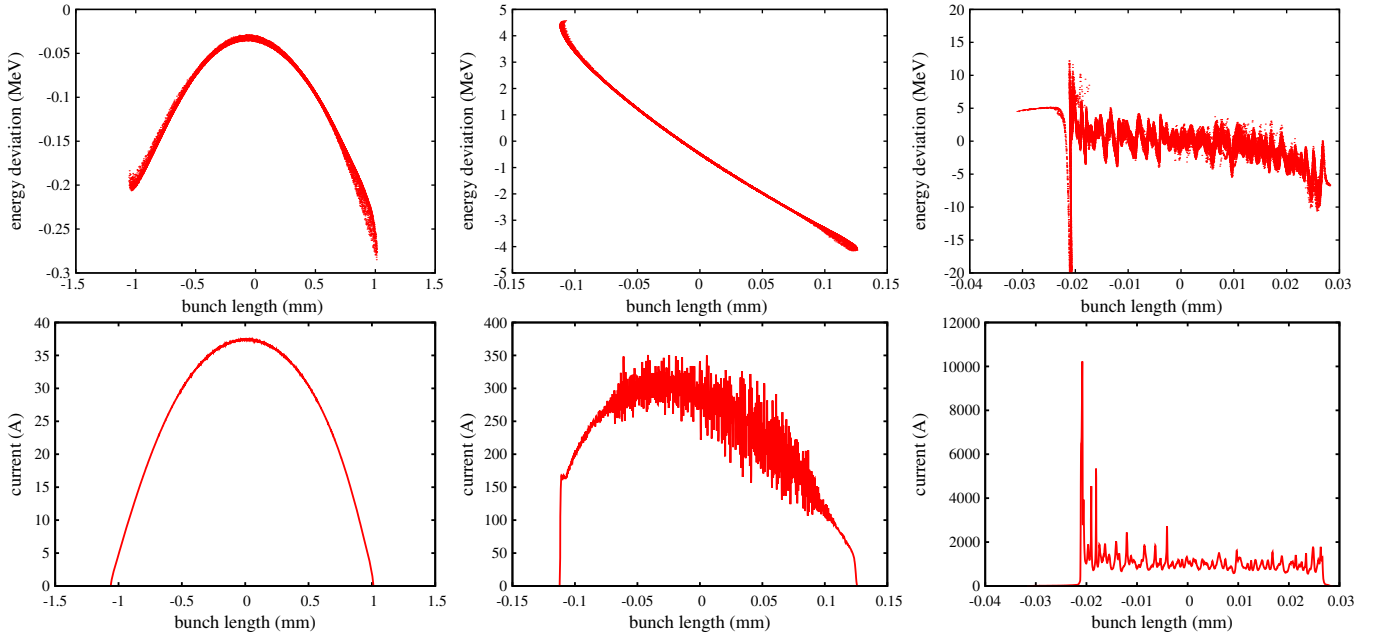 0
-0.05
-0.1
-0.15
-0.2
-0.25
-0.3
energy deviation (MeV)
-1.5 -1 -0.5 0 0.5 1 1.5
bunch length (mm)
5
4
3
2
1
0
-1
-2
-3
-4
-5
energy deviation (MeV)
-0.15 -0.1 -0.05 0 0.05 0.1 0.15
bunch length (mm)
20
15
10
5
0
-5
-10
-15
-20
energy deviation (MeV)
-0.04 -0.03 -0.02 -0.01 0 0.01 0.02 0.03
bunch length (mm)
40
35
30
25
20
15
10
5
0
current (A)
-1.5 -1 -0.5 0 0.5 1 1.5
bunch length (mm)
400
350
300
250
200
150
100
50
0
current (A)
-0.15 -0.1 -0.05 0 0.05 0.1 0.15
bunch length (mm)
12000
10000
8000
6000
4000
2000
0
current (A)
-0.04 -0.03 -0.02 -0.01 0 0.01 0.02 0.03
bunch length (mm)